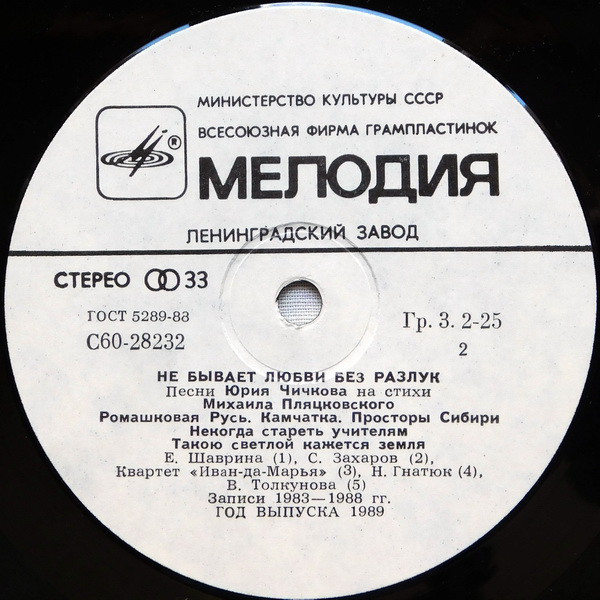 МИНИСТЕРСТВО КУЛЬТУРЫ СССР
ВСЕСОЮЗНАЯ ФИРМА ГРАМПЛАСТИНОК
®
МЕЛОДИЯ
ЛЕНИНГРАДСКИЙ ЗАВОД
СТЕРЕО 33
ГОСТ 5289-88
С60-28232
Гр. 3. 2-25
2
НЕ БЫВАЕТ ЛЮБВИ БЕЗ РАЗЛУК
Песни Юрия Чичкова на стихи
Михаила Пляцковского
Ромашковая Русь. Камчатка. Просторы Сибири
Некогда стареть учителям
Такою светлой кажется земля
Е. Шаврина (1), С. Захаров (2),
Квартет «Иван-да-Марья» (3), Н. Гнатюк (4),
В. Толкунова (5)
Записи 1983—1988 гг.
ГОД ВЫПУСКА 1989